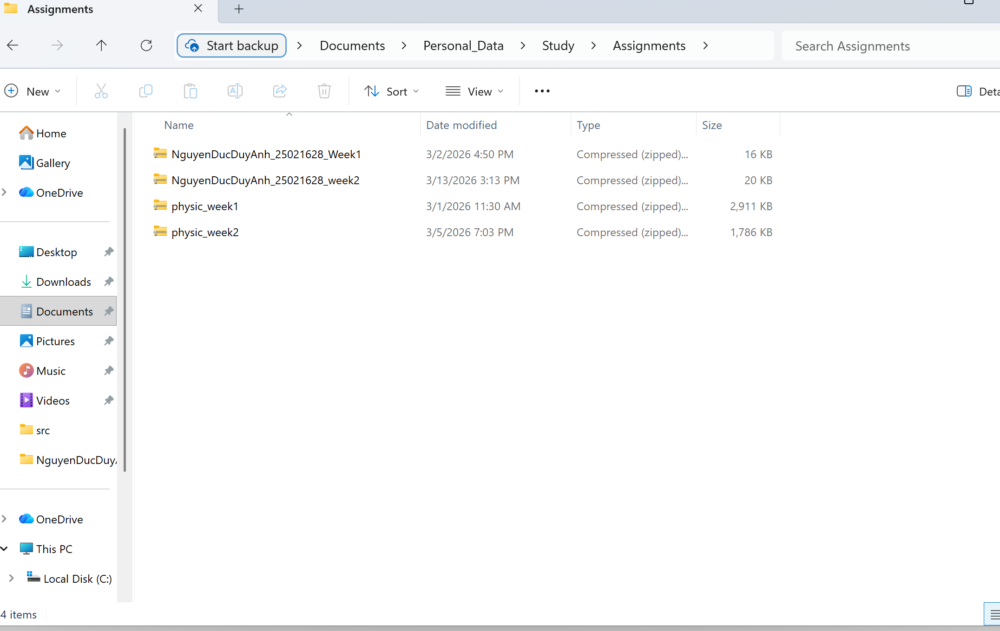 Assignments
Start backup > Documents > Personal_Data > Study > Assignments >
Search Assignments
New
Sort
View
Name
Date modified
Type
Size
Home
Gallery
OneDrive
Desktop
Downloads
Documents
Pictures
Music
Videos
src
NguyenDucDuy
OneDrive
This PC
Local Disk (C:)
NguyenDucDuyAnh_25021628_Week1 3/2/2026 4:50 PM Compressed (zipped)... 16 KB
NguyenDucDuyAnh_25021628_week2 3/13/2026 3:13 PM Compressed (zipped)... 20 KB
physic_week1 3/1/2026 11:30 AM Compressed (zipped)... 2,911 KB
physic_week2 3/5/2026 7:03 PM Compressed (zipped)... 1,786 KB
4 items